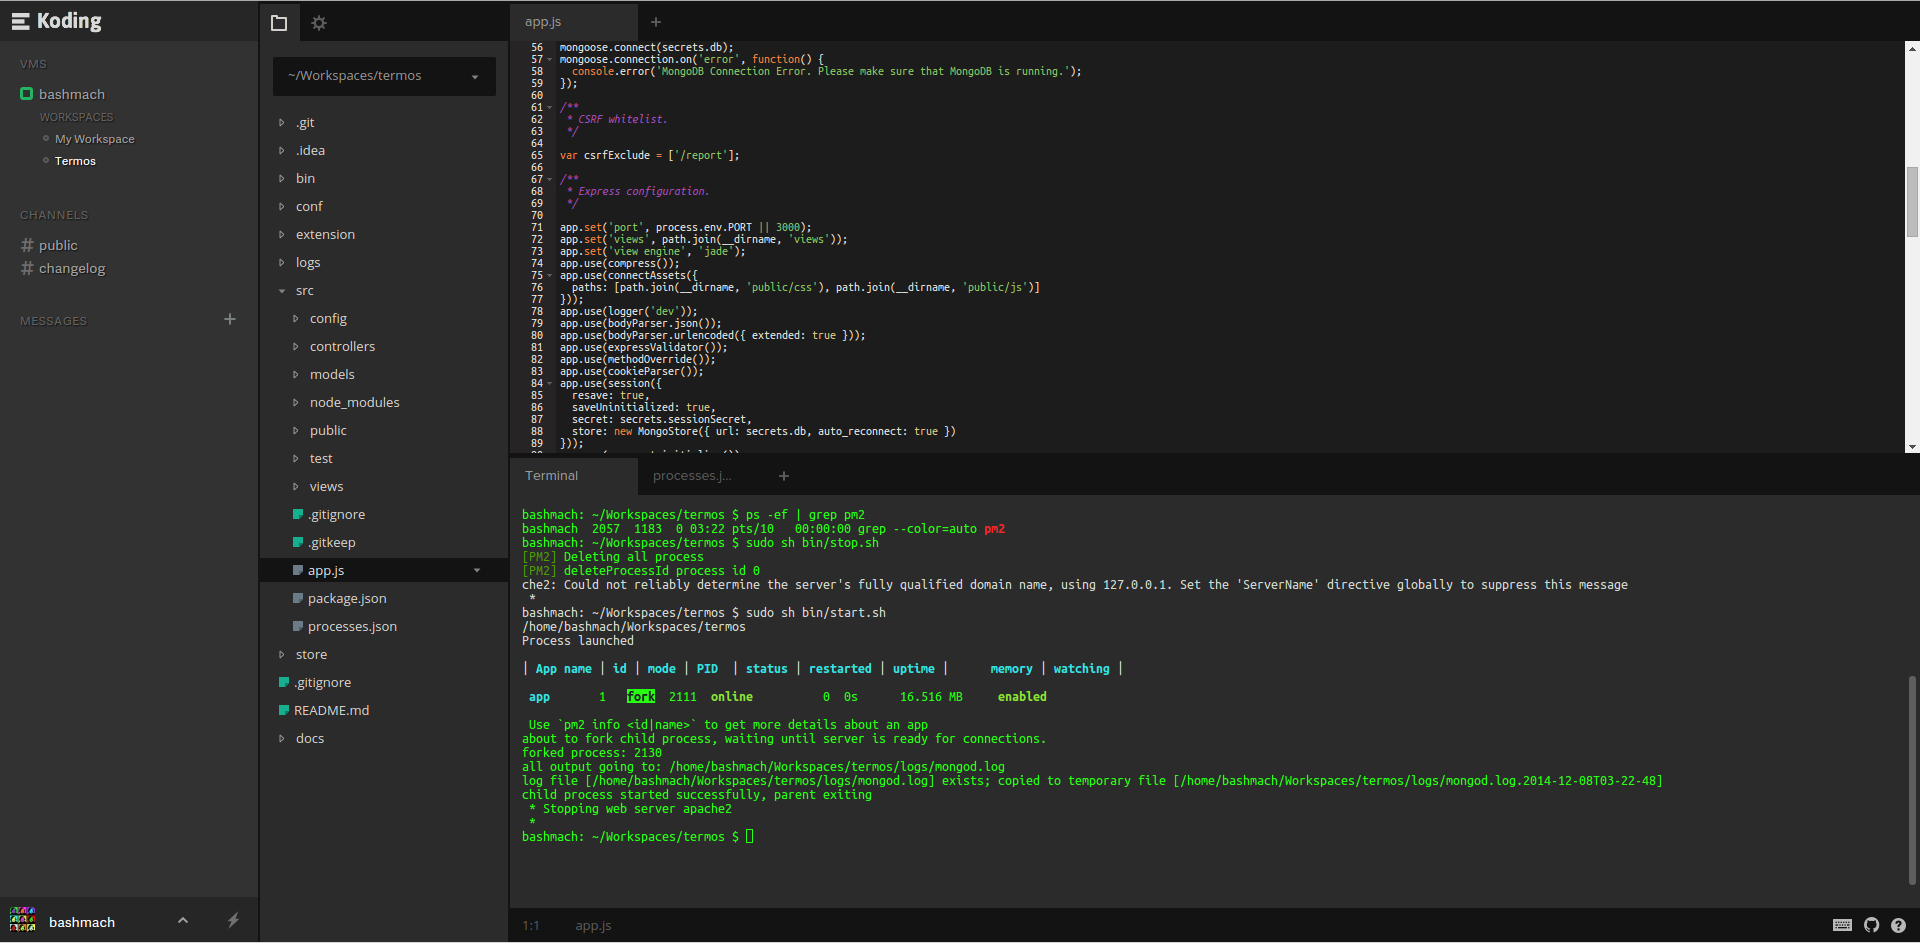 Koding
VMS
bashmach
WORKSPACES
My Workspace
Termos
CHANNELS
# public
# changelog
MESSAGES +
bashmach
~/Workspaces/termos
.git
.idea
bin
conf
extension
logs
src
config
controllers
models
node_modules
public
test
views
.gitignore
.gitkeep
app.js
package.json
processes.json
store
.gitignore
README.md
docs
app.js +
56 mongoose.connect(secrets.db);
57 mongoose.connection.on('error', function() {
58   console.error('MongoDB Connection Error. Please make sure that MongoDB is running.');
59 });
60
61 /**
62  * CSRF whitelist.
63  */
64
65 var csrfExclude = ['/report'];
66
67 /**
68  * Express configuration.
69  */
70
71 app.set('port', process.env.PORT || 3000);
72 app.set('views', path.join(__dirname, 'views'));
73 app.set('view engine', 'jade');
74 app.use(compress());
75 app.use(connectAssets({
76   paths: [path.join(__dirname, 'public/css'), path.join(__dirname, 'public/js')]
77 }));
78 app.use(logger('dev'));
79 app.use(bodyParser.json());
80 app.use(bodyParser.urlencoded({ extended: true }));
81 app.use(expressValidator());
82 app.use(methodOverride());
83 app.use(cookieParser());
84 app.use(session({
85   resave: true,
86   saveUninitialized: true,
87   secret: secrets.sessionSecret,
88   store: new MongoStore({ url: secrets.db, auto_reconnect: true })
89 }));
Terminal processes.j... +
bashmach: ~/Workspaces/termos $ ps -ef | grep pm2
bashmach  2057  1183  0 03:22 pts/10   00:00:00 grep --color=auto pm2
bashmach: ~/Workspaces/termos $ sudo sh bin/stop.sh
[PM2] Deleting all process
[PM2] deleteProcessId process id 0
che2: Could not reliably determine the server's fully qualified domain name, using 127.0.0.1. Set the 'ServerName' directive globally to suppress this message
 *
bashmach: ~/Workspaces/termos $ sudo sh bin/start.sh
/home/bashmach/Workspaces/termos
Process launched
| App name | id | mode | PID  | status | restarted | uptime |      memory | watching |
app       1   fork  2111  online          0  0s      16.516 MB     enabled
 Use `pm2 info <id|name>` to get more details about an app
about to fork child process, waiting until server is ready for connections.
forked process: 2130
all output going to: /home/bashmach/Workspaces/termos/logs/mongod.log
log file [/home/bashmach/Workspaces/termos/logs/mongod.log] exists; copied to temporary file [/home/bashmach/Workspaces/termos/logs/mongod.log.2014-12-08T03-22-48]
child process started successfully, parent exiting
 * Stopping web server apache2
 *
bashmach: ~/Workspaces/termos $
1:1 app.js